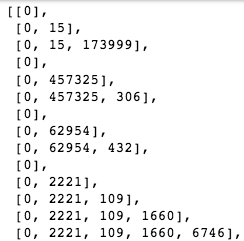 [[0],
[0, 15],
[0, 15, 173999],
[0],
[0, 457325],
[0, 457325, 306],
[0],
[0, 62954],
[0, 62954, 432],
[0],
[0, 2221],
[0, 2221, 109],
[0, 2221, 109, 1660],
[0, 2221, 109, 1660, 6746],